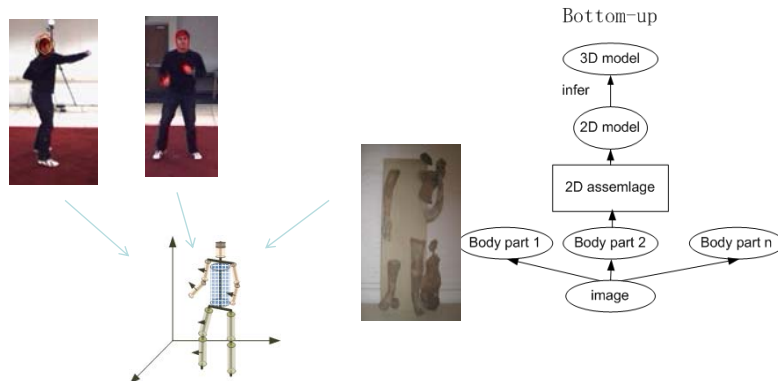 Bottom-up
3D model
infer
2D model
2D assemlage
Body part 1
Body part 2
Body part n
image